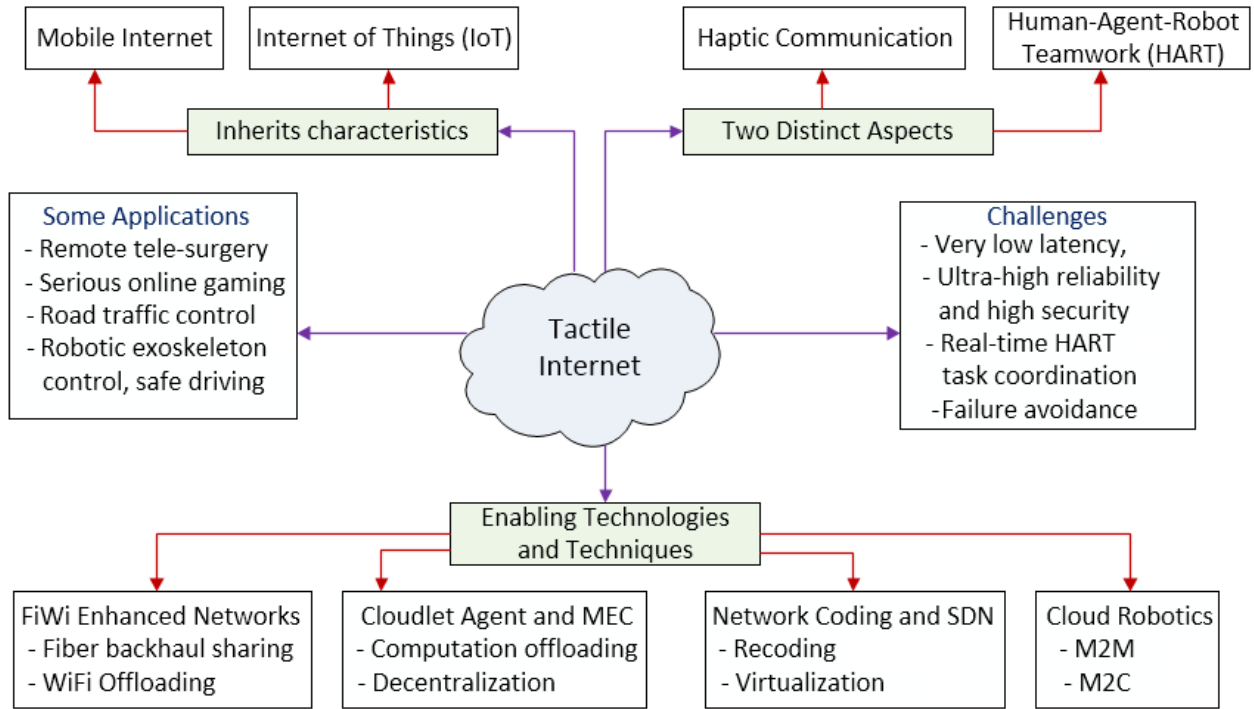 Mobile Internet
Internet of Things (IoT)
Haptic Communication
Human-Agent-Robot
Teamwork (HART)
Inherits characteristics
Two Distinct Aspects
Some Applications
- Remote tele-surgery
- Serious online gaming
- Road traffic control
- Robotic exoskeleton
control, safe driving
Tactile
Internet
Challenges
- Very low latency,
- Ultra-high reliability
and high security
- Real-time HART
task coordination
-Failure avoidance
Enabling Technologies
and Techniques
FiWi Enhanced Networks
- Fiber backhaul sharing
- WiFi Offloading
Cloudlet Agent and MEC
- Computation offloading
- Decentralization
Network Coding and SDN
- Recoding
- Virtualization
Cloud Robotics
- M2M
- M2C